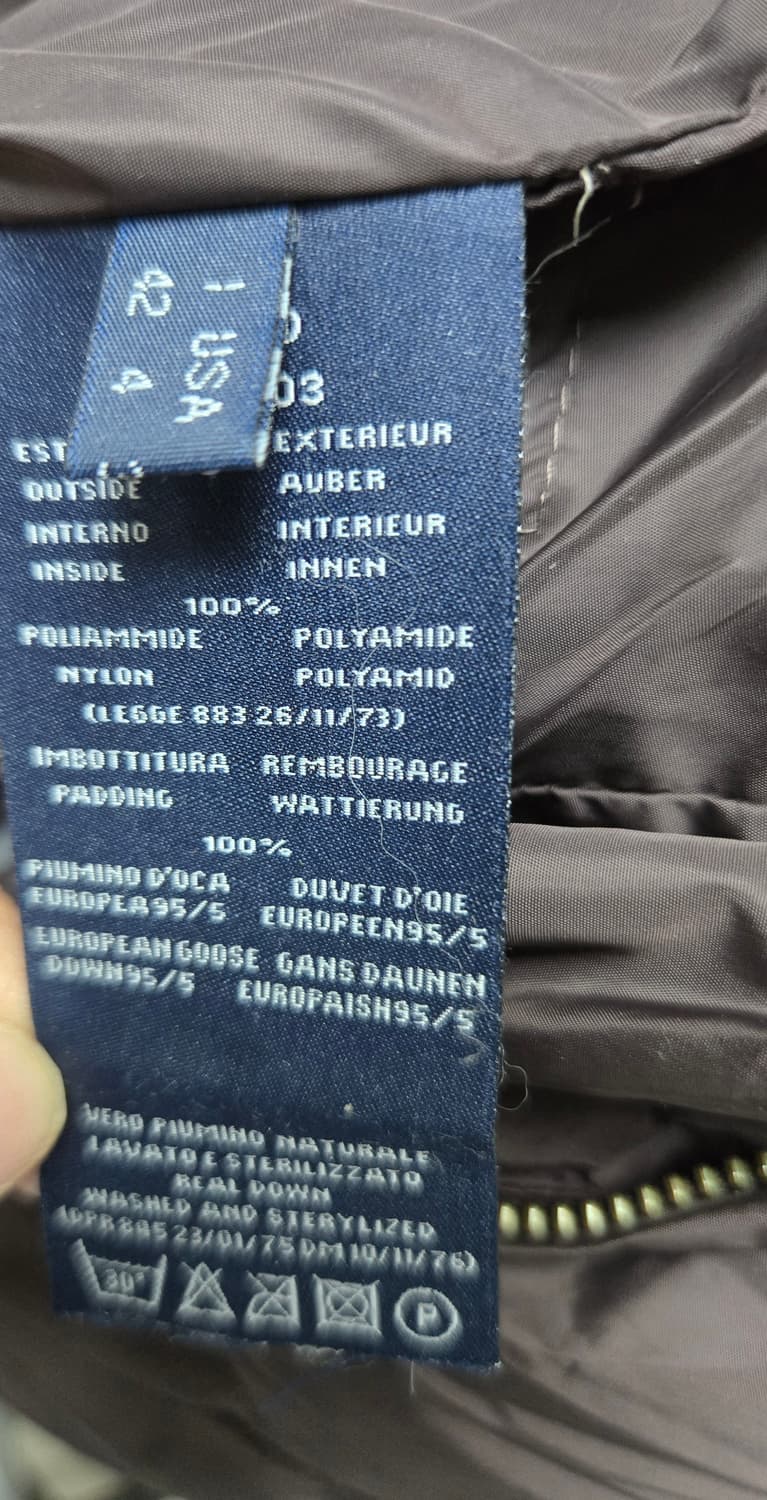 I USA
42 4
03
EST EXTERIEUR
OUTSIDE AUBER
INTERNO INTERIEUR
INSIDE INNEN
100%
POLIAMMIDE POLYAMIDE
NYLON POLYAMID
(LEGGE 883 26/11/73)
IMBOTTITURA REMBOURAGE
PADDING WATTIERUNG
100%
PIUMINO D'OCA DUVET D'OIE
EUROPEA95/5 EUROPEEN95/5
EUROPEAN GOOSE GANS DAUNEN
DOWN95/5 EUROPAISH95/5
VERO PIUMINO NATURALE
LAVATO E STERILIZZATO
REAL DOWN
WASHED AND STERYLIZED
(DPR 885 23/01/75 DM 10/11/76)
30° P